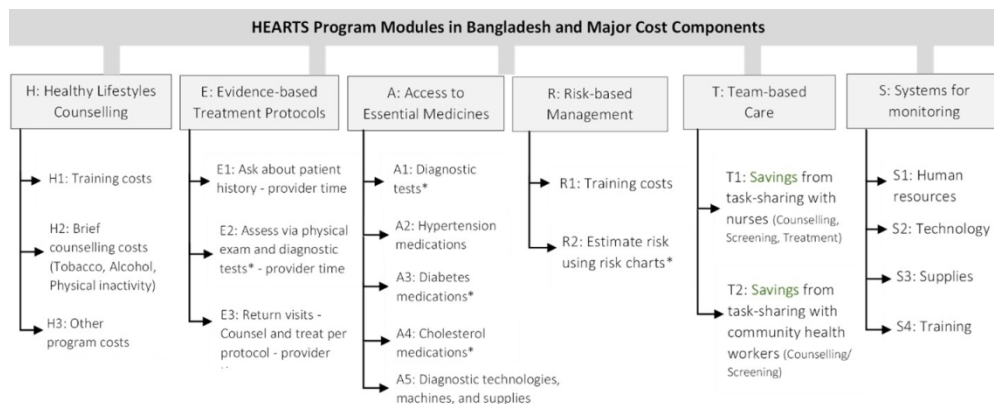 HEARTS Program Modules in Bangladesh and Major Cost Components
H: Healthy Lifestyles
Counselling
H1: Training costs
H2: Brief
counselling costs
(Tobacco, Alcohol,
Physical inactivity)
H3: Other
program costs
E: Evidence-based
Treatment Protocols
E1: Ask about patient
history - provider time
E2: Assess via physical
exam and diagnostic
tests* - provider time
E3: Return visits -
Counsel and treat per
protocol - provider
A: Access to
Essential Medicines
A1: Diagnostic
tests*
A2: Hypertension
medications
A3: Diabetes
medications*
A4: Cholesterol
medications*
A5: Diagnostic technologies,
machines, and supplies
R: Risk-based
Management
R1: Training costs
R2: Estimate risk
using risk charts*
T: Team-based
Care
T1: Savings from
task-sharing with
nurses (Counselling,
Screening, Treatment)
T2: Savings from
task-sharing with
community health
workers (Counselling/
Screening)
S: Systems for
monitoring
S1: Human
resources
S2: Technology
S3: Supplies
S4: Training